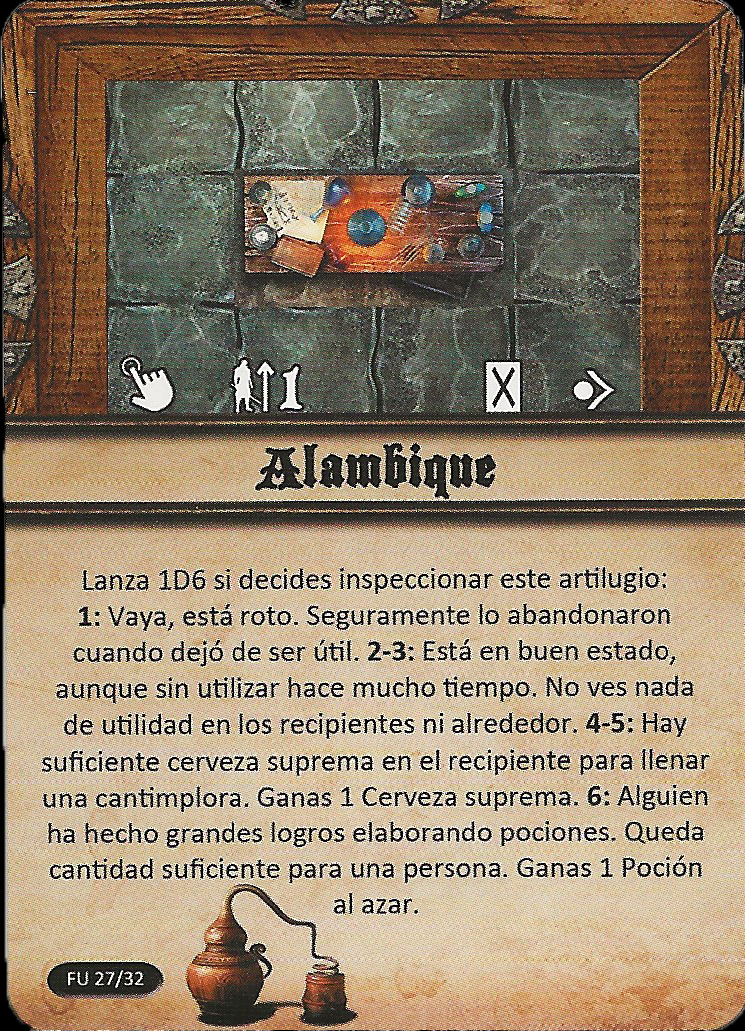 1
X
Alambique
Lanza 1D6 si decides inspeccionar este artilugio:
1: Vaya, está roto. Seguramente lo abandonaron
cuando dejó de ser útil. 2-3: Está en buen estado,
aunque sin utilizar hace mucho tiempo. No ves nada
de utilidad en los recipientes ni alrededor. 4-5: Hay
suficiente cerveza suprema en el recipiente para llenar
una cantimplora. Ganas 1 Cerveza suprema. 6: Alguien
ha hecho grandes logros elaborando pociones. Queda
cantidad suficiente para una persona. Ganas 1 Poción
al azar.
FU 27/32